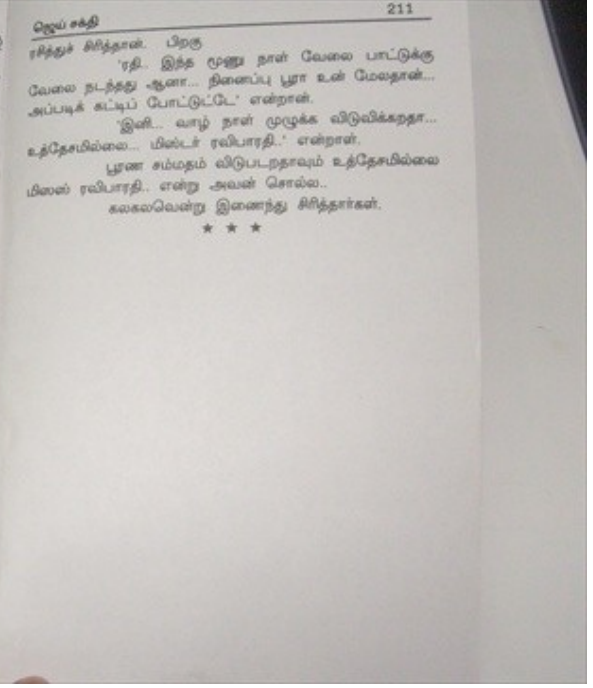 ஜெய் சக்தி 211
ரசித்துச் சிரித்தான். பிறகு
'ரதி.. இந்த மூணு நாள் வேலை பாட்டுக்கு
வேலை நடந்தது ஆனா... நினைப்பு பூரா உன் மேலதான்...
அப்படிக் கட்டிப் போட்டுட்டே' என்றான்.
'இனி... வாழ் நாள் முழுக்க விடுவிக்கறதா...
உத்தேசமில்லை... மிஸ்டர் ரவிபாரதி..' என்றாள்.
பூரண சம்மதம் விடுபடறதாவும் உத்தேசமில்லை
மிஸஸ் ரவிபாரதி.. என்று அவன் சொல்ல..
கலகலவென்று இணைந்து சிரித்தார்கள்.
★ ★ ★